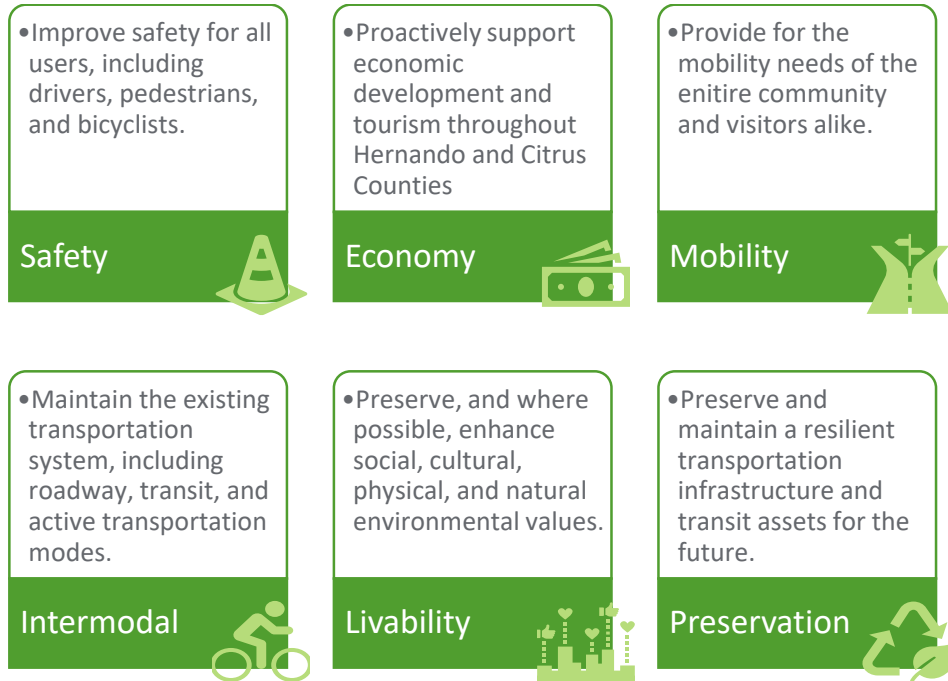 •Improve safety for all
users, including
drivers, pedestrians,
and bicyclists.
Safety
•Proactively support
economic
development and
tourism throughout
Hernando and Citrus
Counties
Economy
•Provide for the
mobility needs of the
enitire community
and visitors alike.
Mobility
•Maintain the existing
transportation
system, including
roadway, transit, and
active transportation
modes.
Intermodal
•Preserve, and where
possible, enhance
social, cultural,
physical, and natural
environmental values.
Livability
•Preserve and
maintain a resilient
transportation
infrastructure and
transit assets for the
future.
Preservation